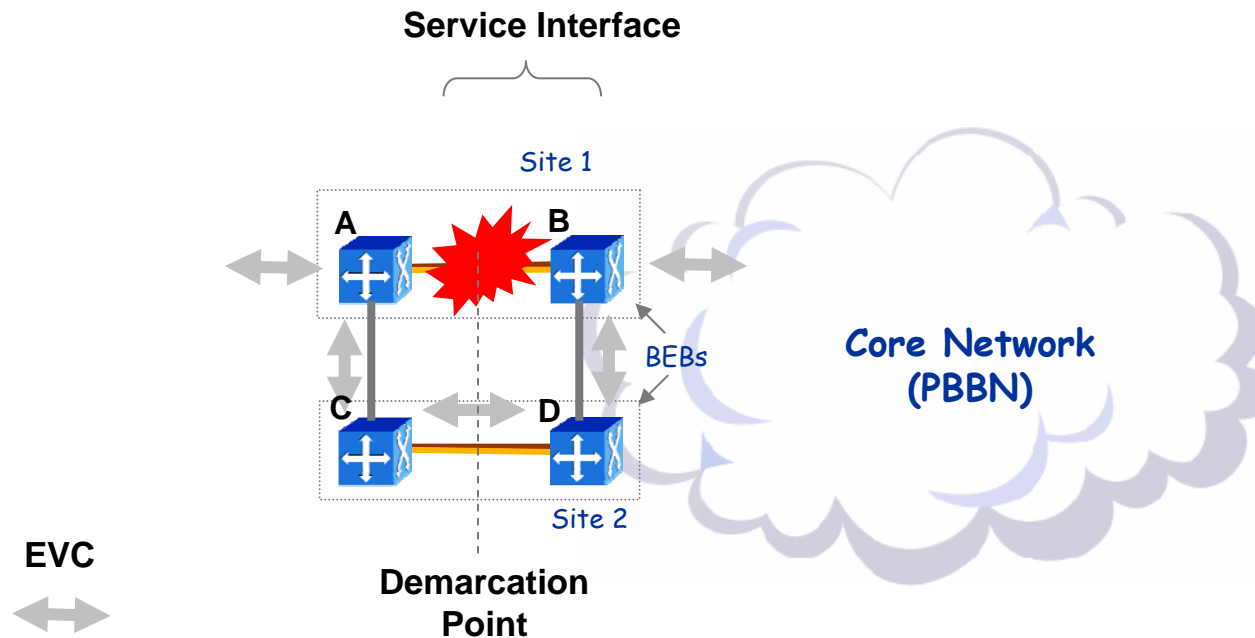 Service Interface
Site 1
A
B
BEBs
Core Network
(PBBN)
C
D
Site 2
EVC
Demarcation
Point